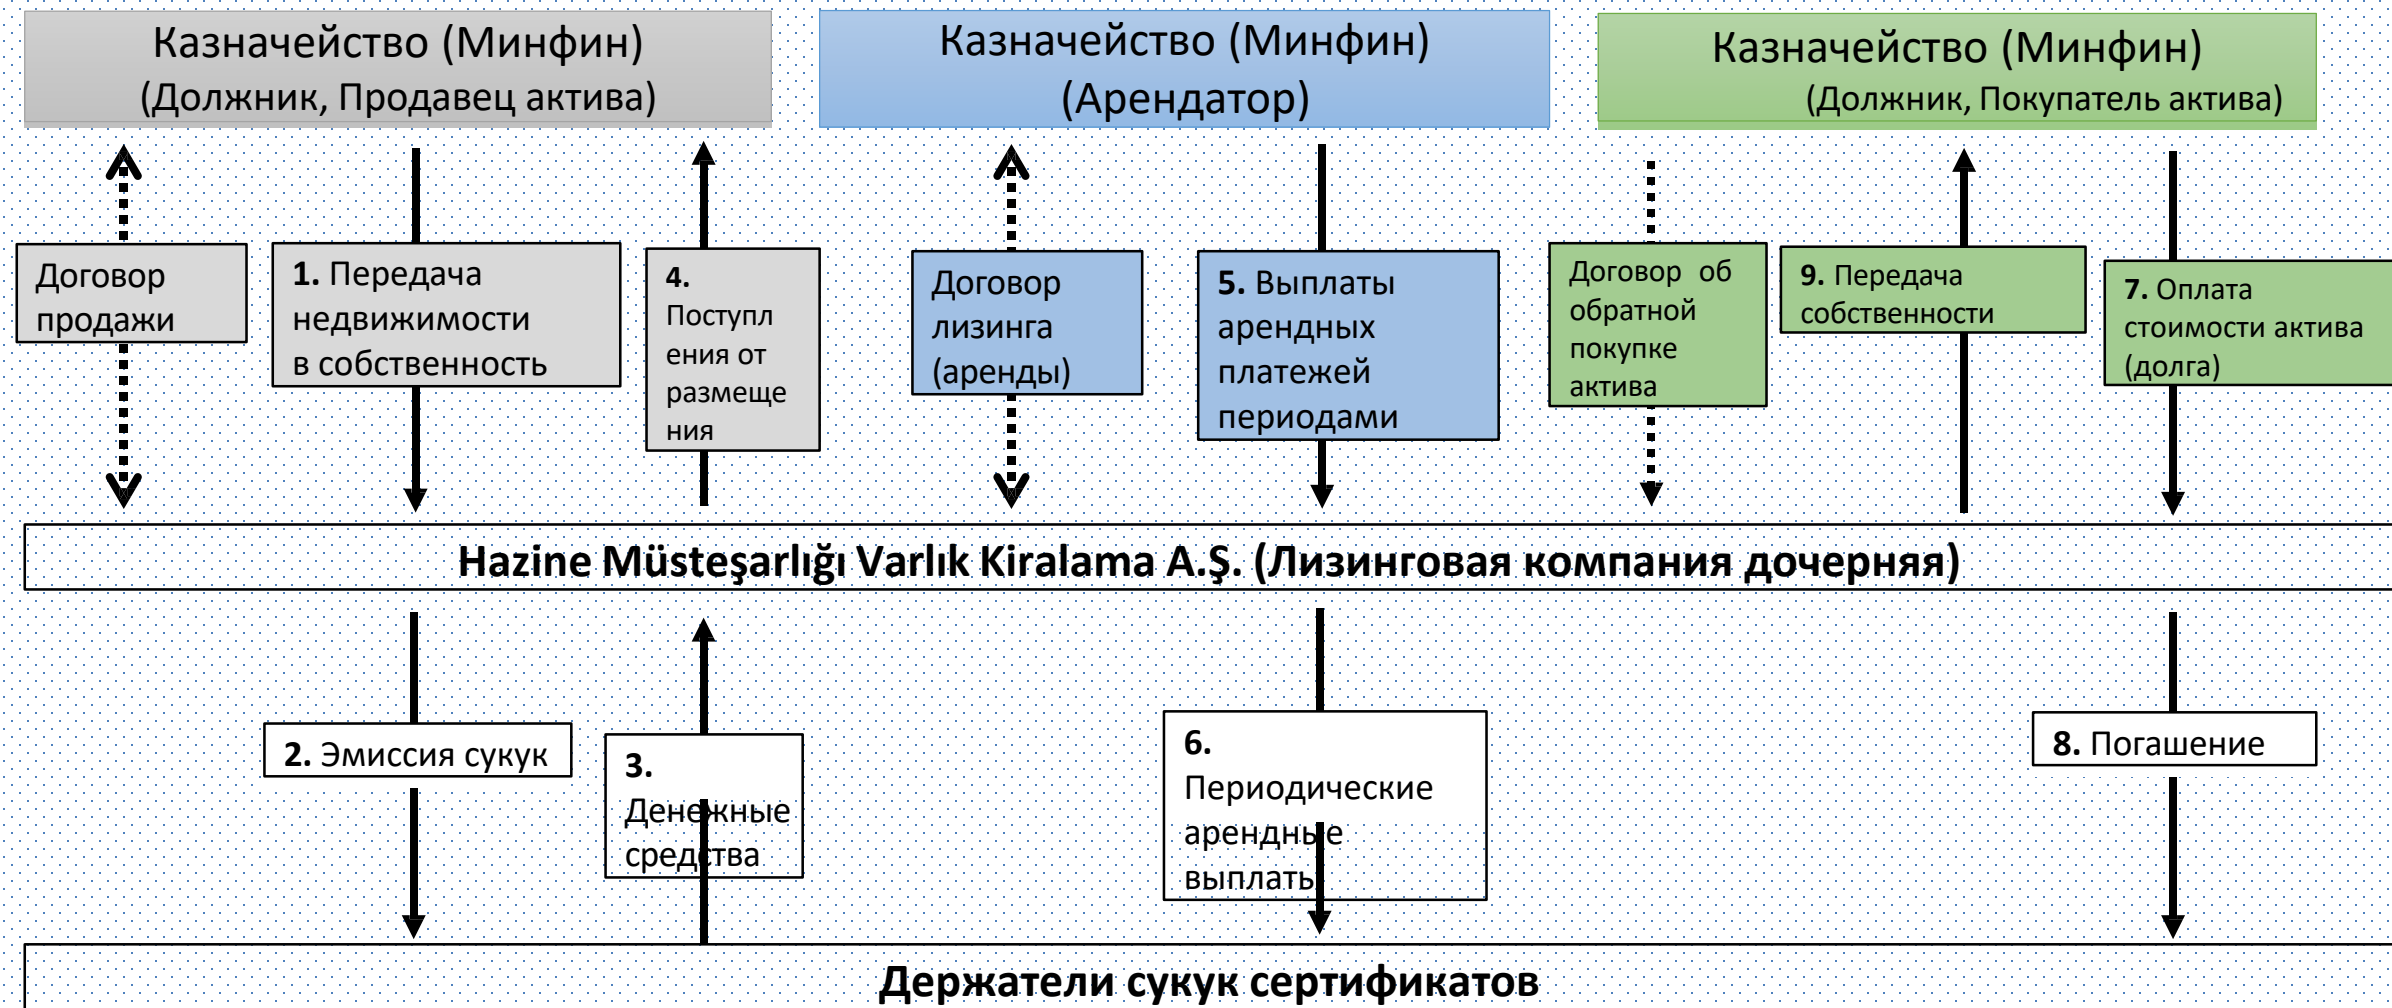 Казначейство (Минфин)
(Должник, Продавец актива)
Казначейство (Минфин)
(Арендатор)
Казначейство (Минфин)
(Должник, Покупатель актива)
Договор
продажи
1. Передача
недвижимости
в собственность
4.
Поступл
ения от
размеще
ния
Договор
лизинга
(аренды)
5. Выплаты
арендных
платежей
периодами
Договор об
обратной
покупке
актива
9. Передача
собственности
7. Оплата
стоимости актива
(долга)
Hazine Müsteşarlığı Varlık Kiralama A.Ş. (Лизинговая компания дочерняя)
2. Эмиссия сукук
3.
Денежные
средства
6.
Периодические
арендные
выплаты
8. Погашение
Держатели сукук сертификатов